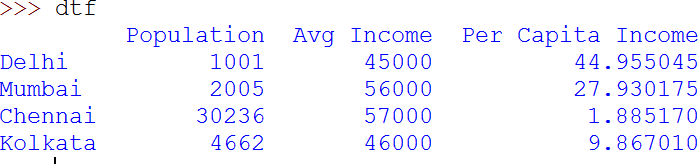 >>> dtf
Population Avg Income Per Capita Income
Delhi 1001 45000 44.955045
Mumbai 2005 56000 27.930175
Chennai 30236 57000 1.885170
Kolkata 4662 46000 9.867010